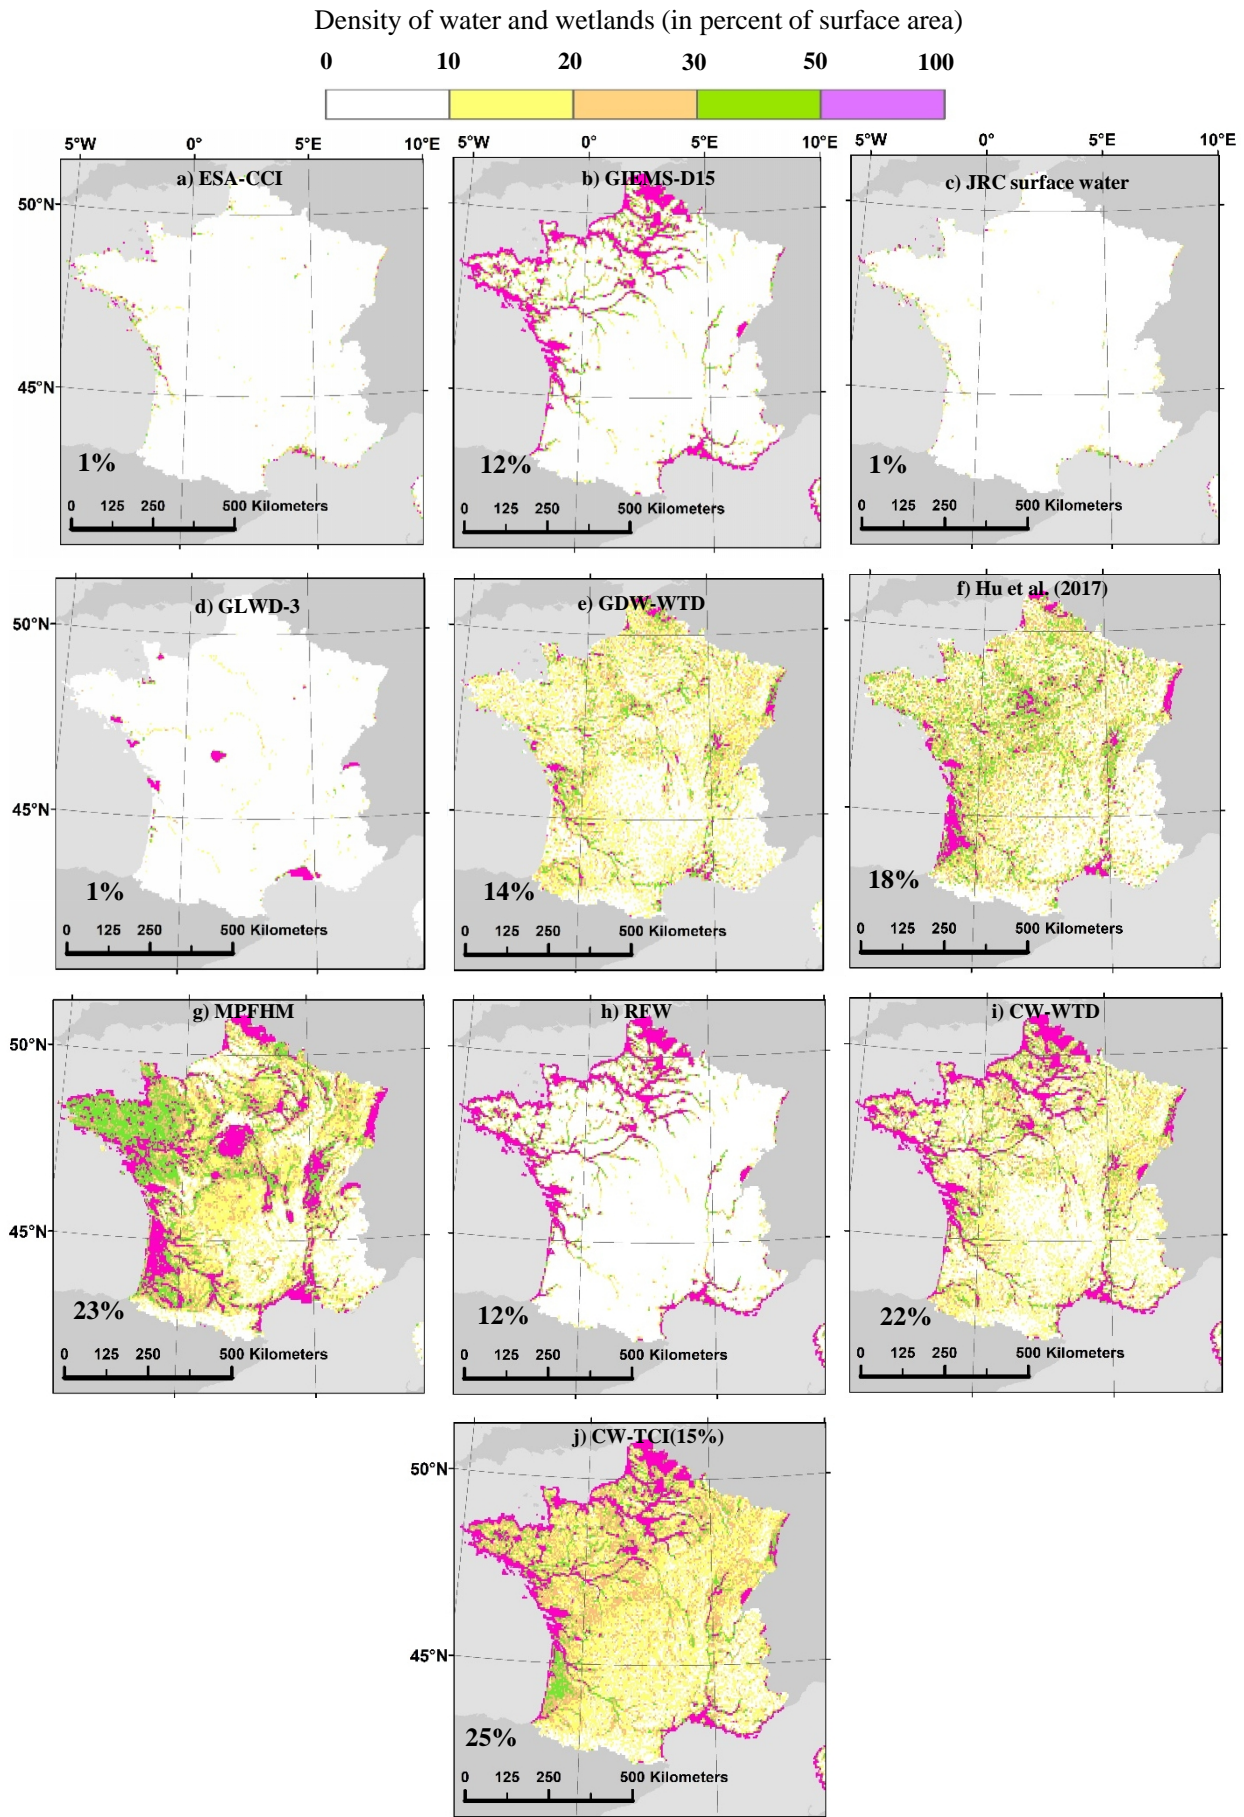 Density of water and wetlands (in percent of surface area)
0 10 20 30 50 100
5°W 0° 5°E 10°E 5°W 0° 5°E 10°E 5°W 0° 5°E 10°E
a) ESA-CCI b) GIEMS-D15 c) JRC surface water
50°N
45°N
1% 12% 1%
0 125 250 500 Kilometers 0 125 250 500 Kilometers 0 125 250 500 Kilometers
d) GLWD-3 e) GDW-WTD f) Hu et al. (2017)
50°N
45°N
1% 14% 18%
0 125 250 500 Kilometers 0 125 250 500 Kilometers 0 125 250 500 Kilometers
g) MPFHM h) RFW i) CW-WTD
50°N
45°N
23% 12% 22%
0 125 250 500 Kilometers 0 125 250 500 Kilometers 0 125 250 500 Kilometers
j) CW-TCI(15%)
50°N
45°N
25%
0 125 250 500 Kilometers